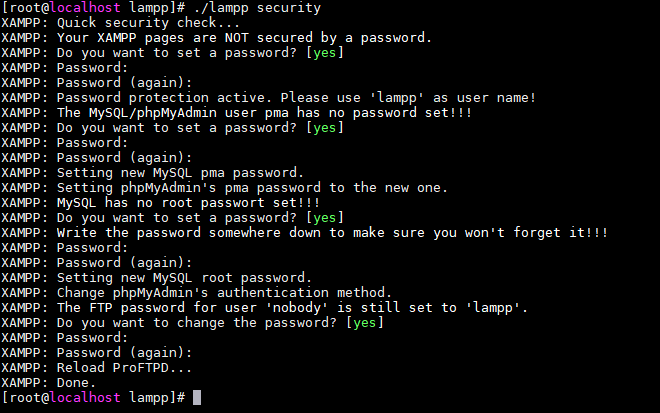 [root@localhost lampp]# ./lampp security
XAMPP: Quick security check...
XAMPP: Your XAMPP pages are NOT secured by a password.
XAMPP: Do you want to set a password? [yes]
XAMPP: Password:
XAMPP: Password (again):
XAMPP: Password protection active. Please use 'lampp' as user name!
XAMPP: The MySQL/phpMyAdmin user pma has no password set!!!
XAMPP: Do you want to set a password? [yes]
XAMPP: Password:
XAMPP: Password (again):
XAMPP: Setting new MySQL pma password.
XAMPP: Setting phpMyAdmin's pma password to the new one.
XAMPP: MySQL has no root passwort set!!!
XAMPP: Do you want to set a password? [yes]
XAMPP: Write the password somewhere down to make sure you won't forget it!!!
XAMPP: Password:
XAMPP: Password (again):
XAMPP: Setting new MySQL root password.
XAMPP: Change phpMyAdmin's authentication method.
XAMPP: The FTP password for user 'nobody' is still set to 'lampp'.
XAMPP: Do you want to change the password? [yes]
XAMPP: Password:
XAMPP: Password (again):
XAMPP: Reload ProFTPD...
XAMPP: Done.
[root@localhost lampp]#